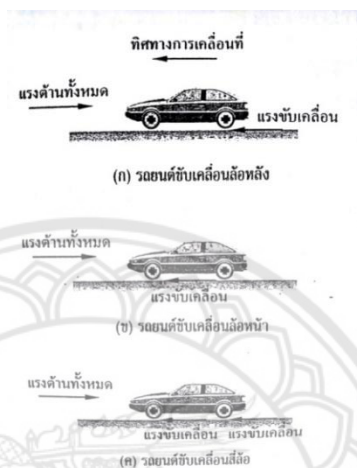 ทิศทางการเคลื่อนที่
แรงต้านทั้งหมด
แรงขับเคลื่อน
(ก) รถยนต์ขับเคลื่อนล้อหลัง
แรงต้านทั้งหมด
แรงขับเคลื่อน
(ข) รถยนต์ขับเคลื่อนล้อหน้า
แรงต้านทั้งหมด
แรงขับเคลื่อน แรงขับเคลื่อน
(ค) รถยนต์ขับเคลื่อนสี่ล้อ